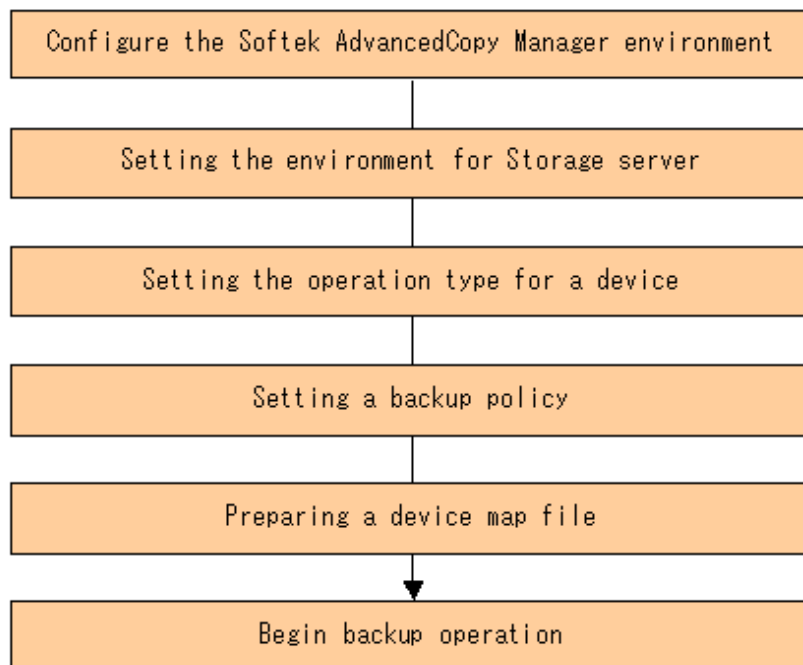 Configure the Softek AdvancedCopy Manager environment
Setting the environment for Storage server
Setting the operation type for a device
Setting a backup policy
Preparing a device map file
Begin backup operation